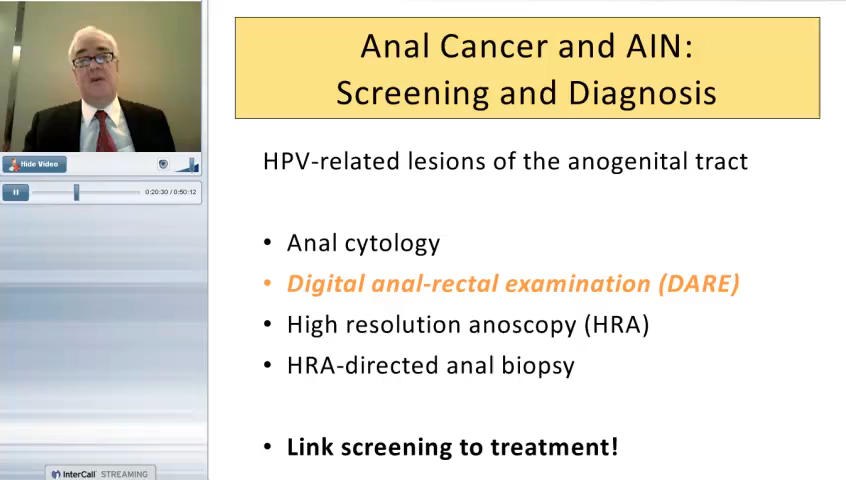 Anal Cancer and AIN:
Screening and Diagnosis
HPV-related lesions of the anogenital tract
• Anal cytology
• Digital anal-rectal examination (DARE)
• High resolution anoscopy (HRA)
• HRA-directed anal biopsy
• Link screening to treatment!
Hide Video
0:20:30 / 0:50:12
InterCall STREAMING